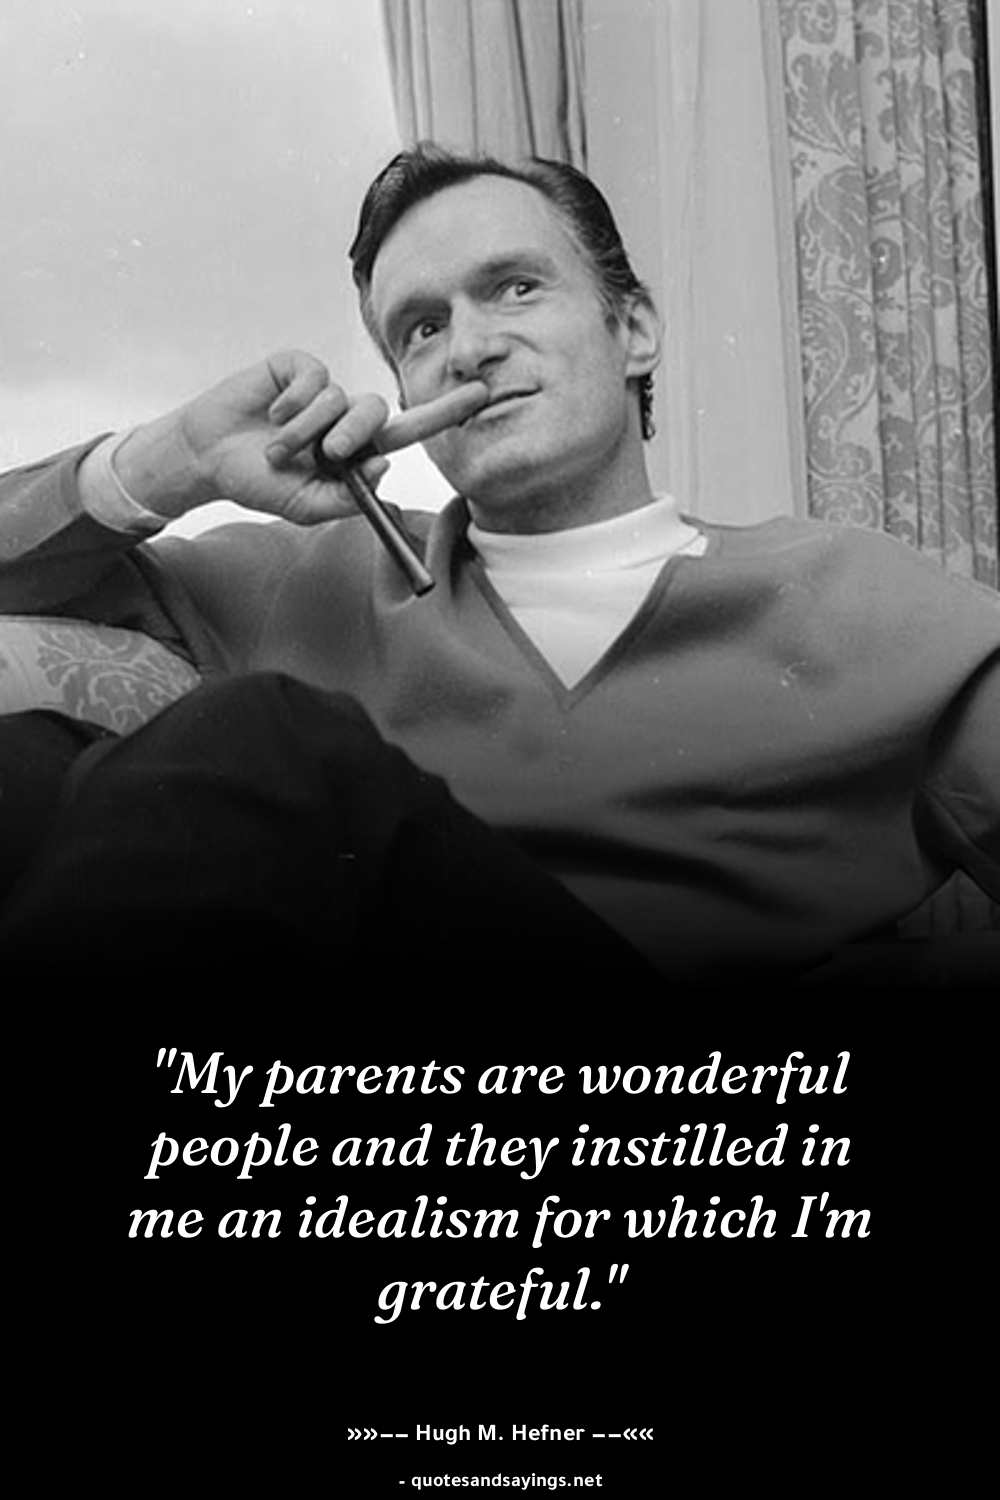 "My parents are wonderful
people and they instilled in
me an idealism for which I'm
grateful."
»»–– Hugh M. Hefner ––««
- quotesandsayings.net